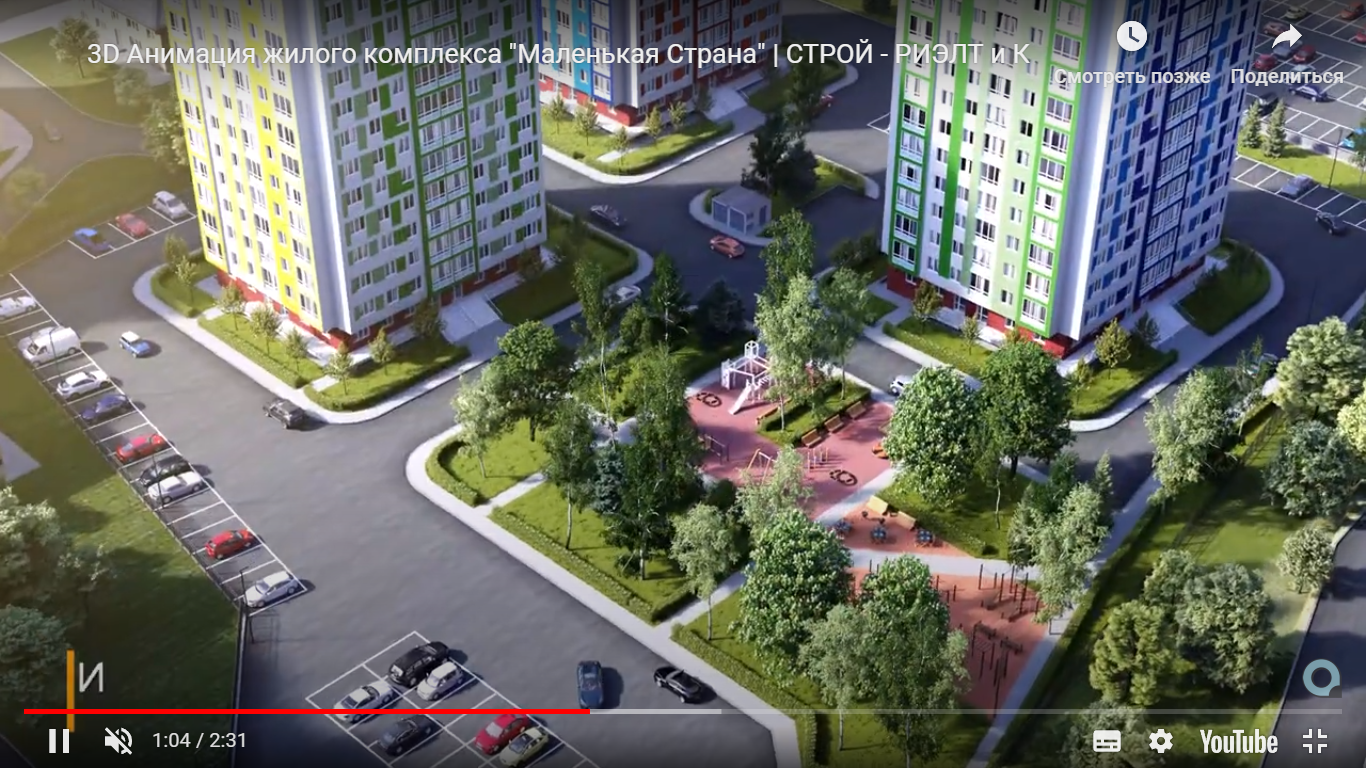 3D Анимация жилого комплекса "Маленькая Страна" | СТРОЙ - РИЭЛТ и К
Смотреть позже
Поделиться
И
1:04 / 2:31
YouTube